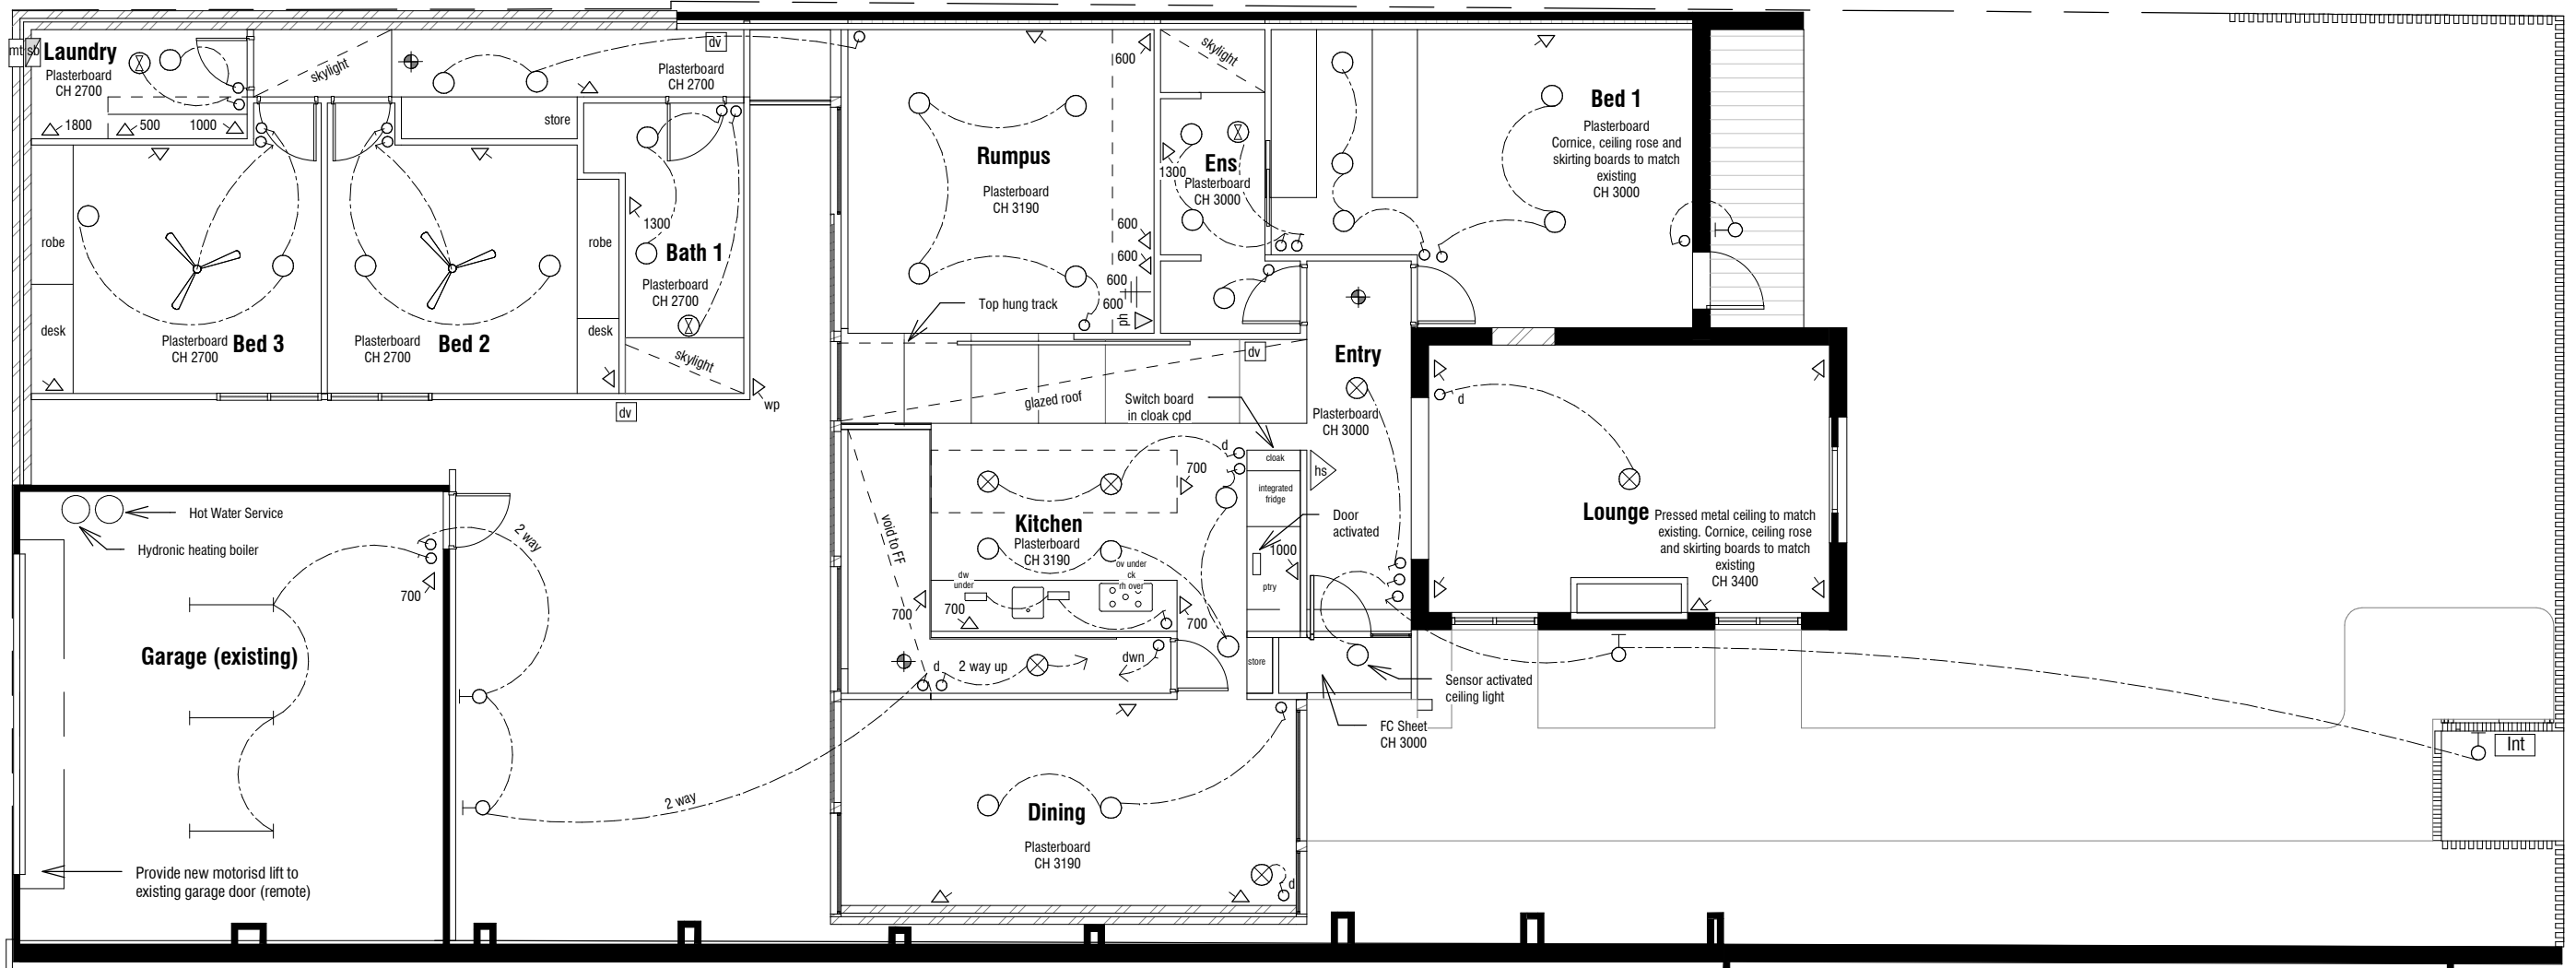 mt sb
Laundry
Plasterboard
CH 2700
1800
500
1000
skylight
dv
Plasterboard
CH 2700
store
robe
desk
Plasterboard
CH 2700
Bed 3
Plasterboard
CH 2700
Bed 2
robe
desk
1300
Bath 1
Plasterboard
CH 2700
skylight
wp
dv
Rumpus
Plasterboard
CH 3190
600
600
600
600
600
ph
Top hung track
skylight
1300
Ens
Plasterboard
CH 3000
Bed 1
Plasterboard
Cornice, ceiling rose and
skirting boards to match
existing
CH 3000
dv
glazed roof
Switch board
in cloak cpd
Entry
Plasterboard
CH 3000
d
Lounge
Pressed metal ceiling to match
existing. Cornice, ceiling rose
and skirting boards to match
existing
CH 3400
d
700
cloak
hs
integrated
fridge
Door
activated
1000
ptry
void to FF
Kitchen
Plasterboard
CH 3190
dw
under
ov under
ck
rh over
700
700
700
d
2 way up
dwn
store
Sensor activated
ceiling light
FC Sheet
CH 3000
Int
Hot Water Service
Hydronic heating boiler
2 way
700
Garage (existing)
2 way
Provide new motorisd lift to
existing garage door (remote)
Dining
Plasterboard
CH 3190
d